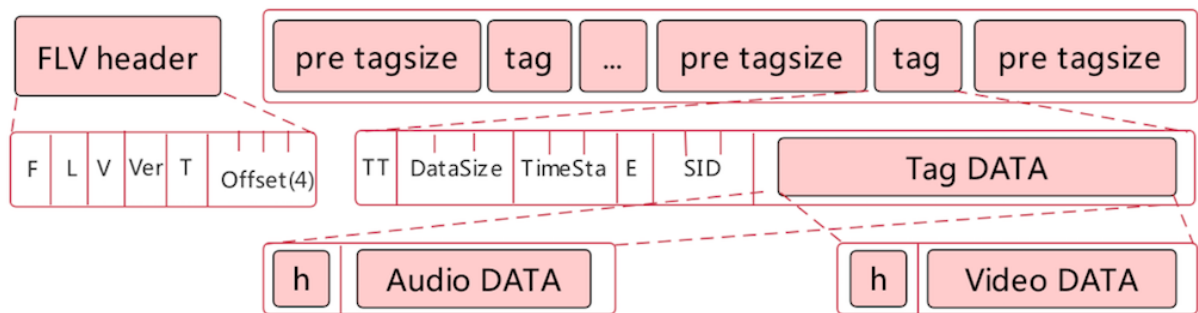 FLV header pre tagsize tag ... pre tagsize tag pre tagsize
F L V Ver T Offset(4) TT DataSize TimeSta E SID Tag DATA
h Audio DATA h Video DATA